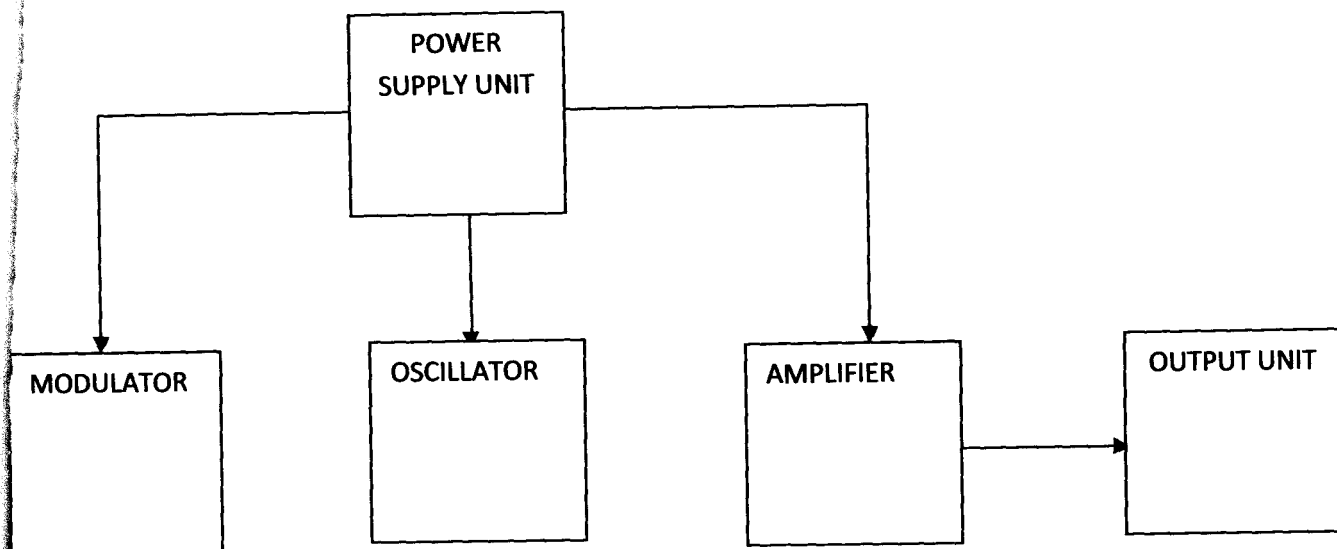 POWER
SUPPLY UNIT
MODULATOR
OSCILLATOR
AMPLIFIER
OUTPUT UNIT